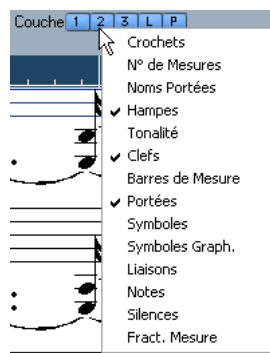 Couche 1 2 3 L P
Crochets
N° de Mesures
Noms Portées
✓ Hampes
Tonalité
✓ Clefs
Barres de Mesure
✓ Portées
Symboles
Symboles Graph.
Liaisons
Notes
Silences
Fract. Mesure